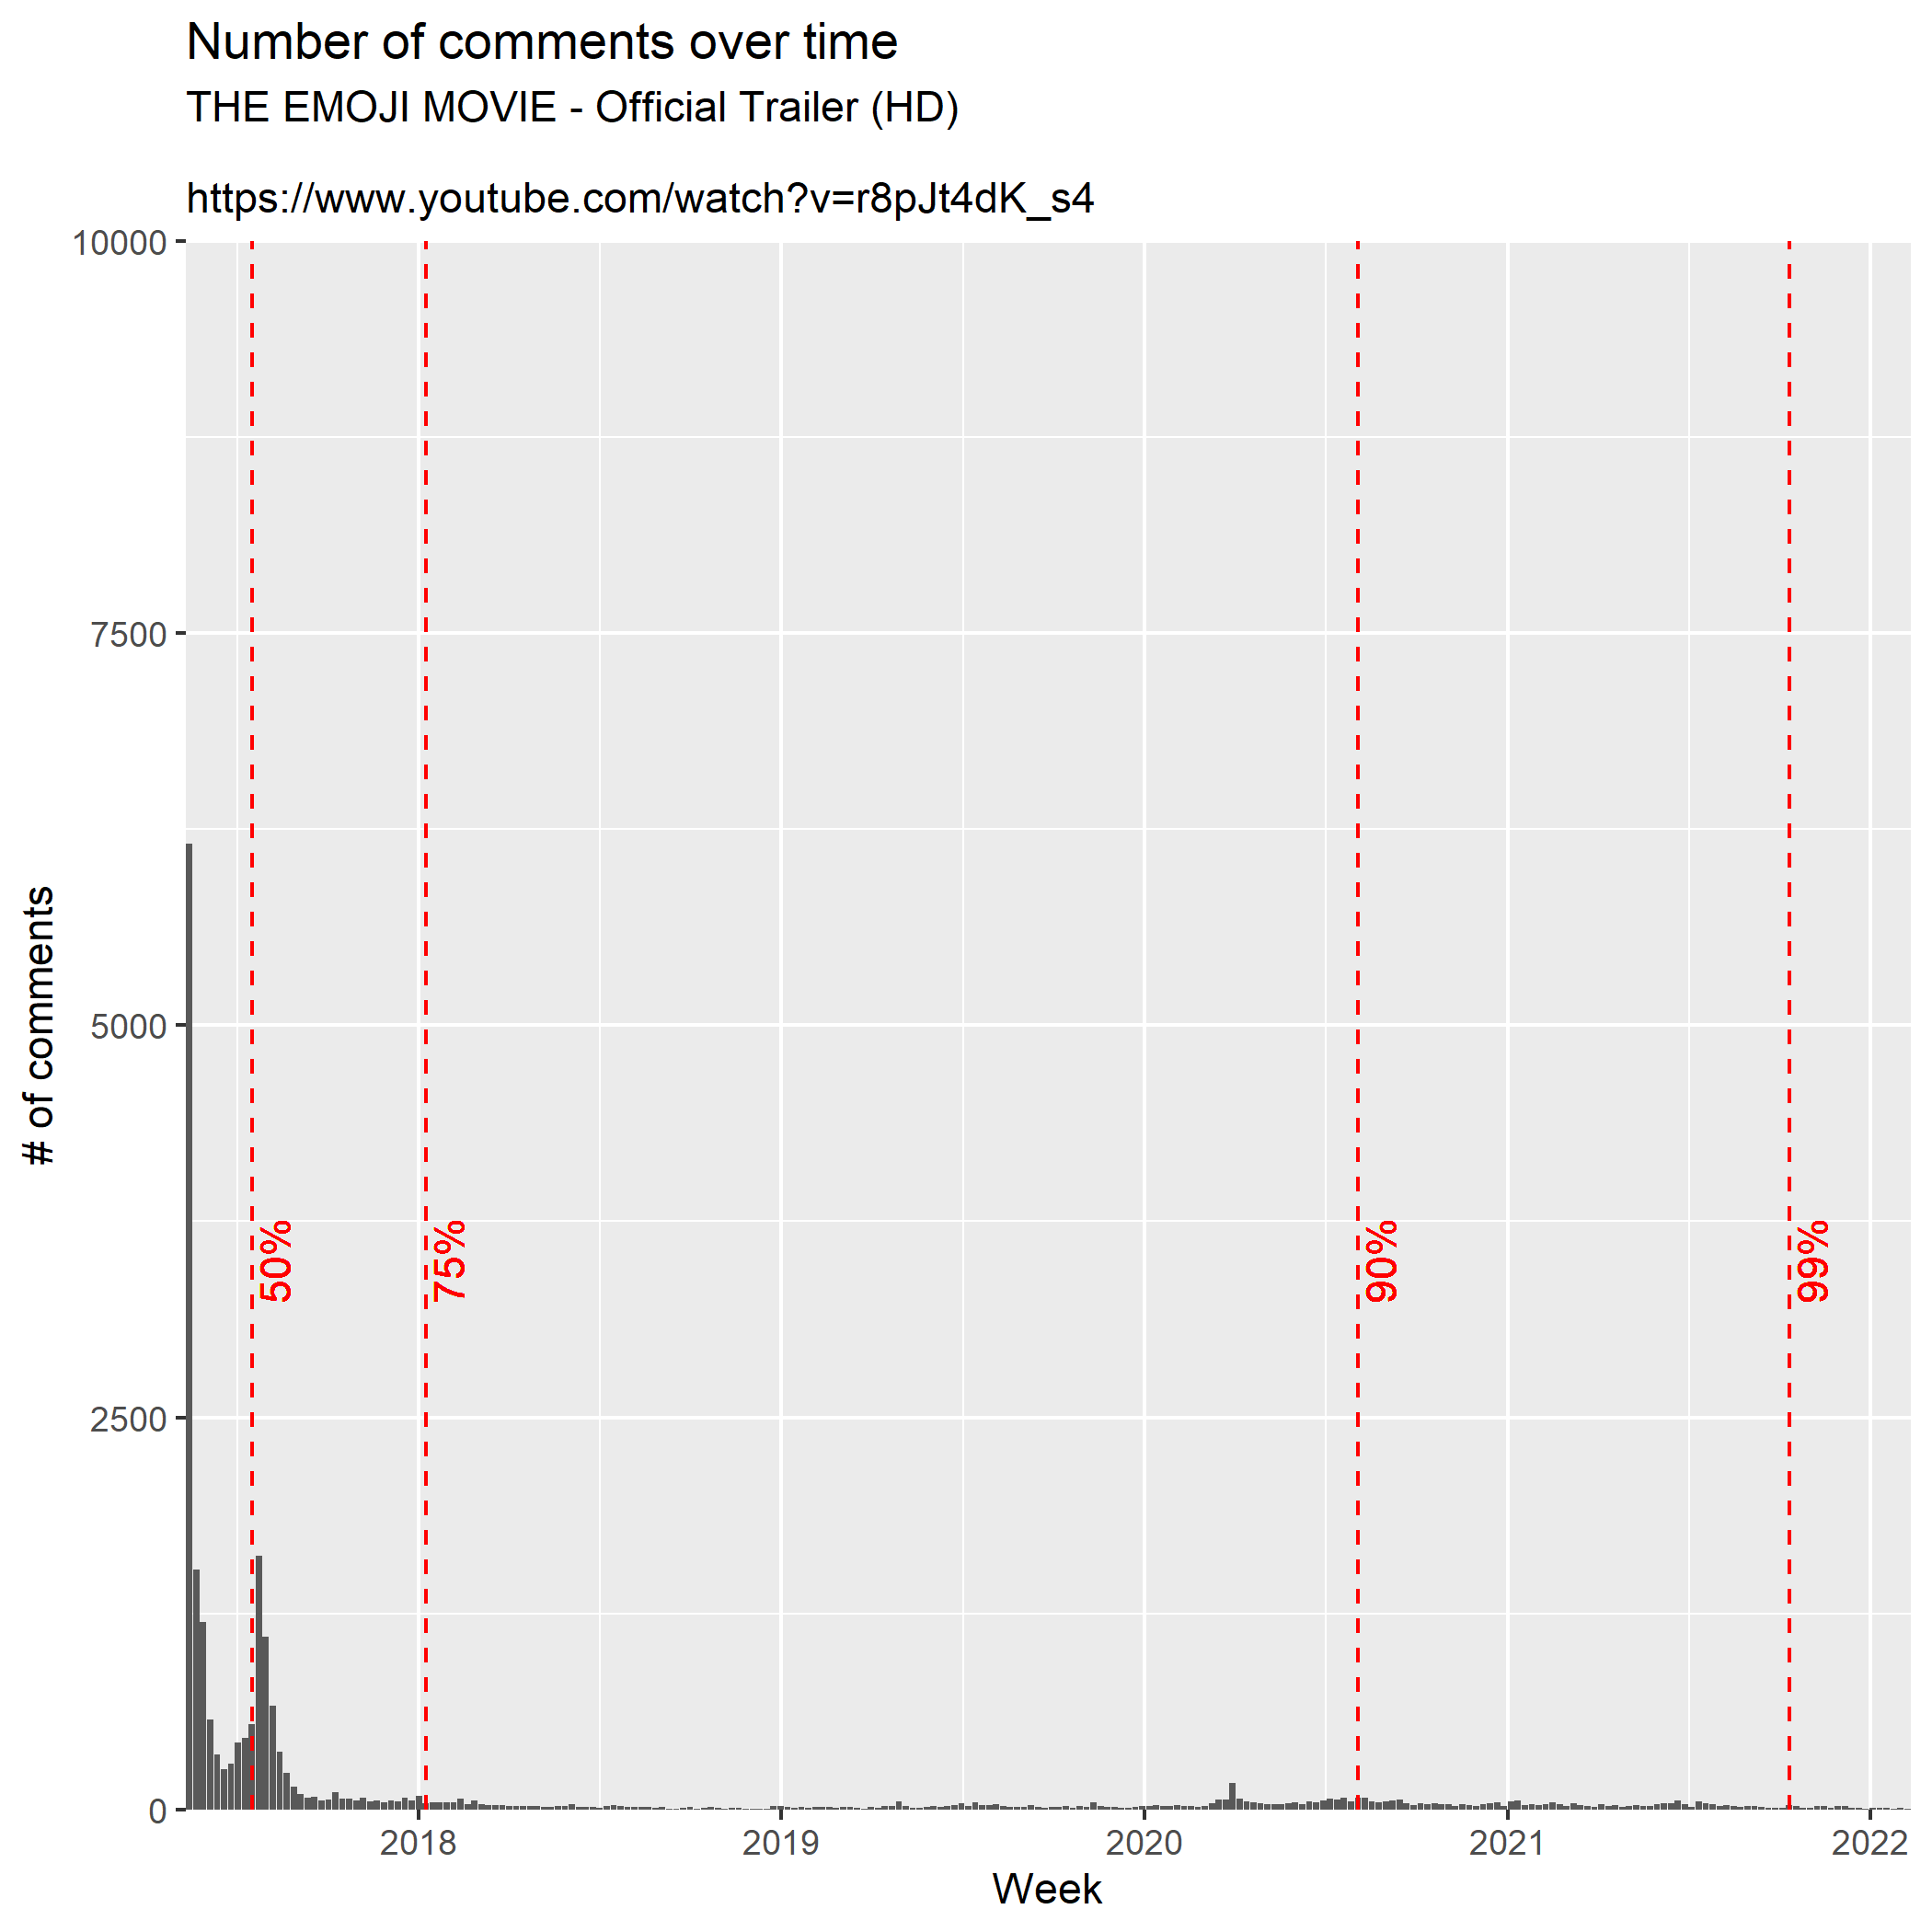 Number of comments over time
THE EMOJI MOVIE - Official Trailer (HD)
https://www.youtube.com/watch?v=r8pJt4dK_s4
10000
7500
5000
2500
0
# of comments
50%
75%
90%
99%
2018
2019
2020
2021
2022
Week